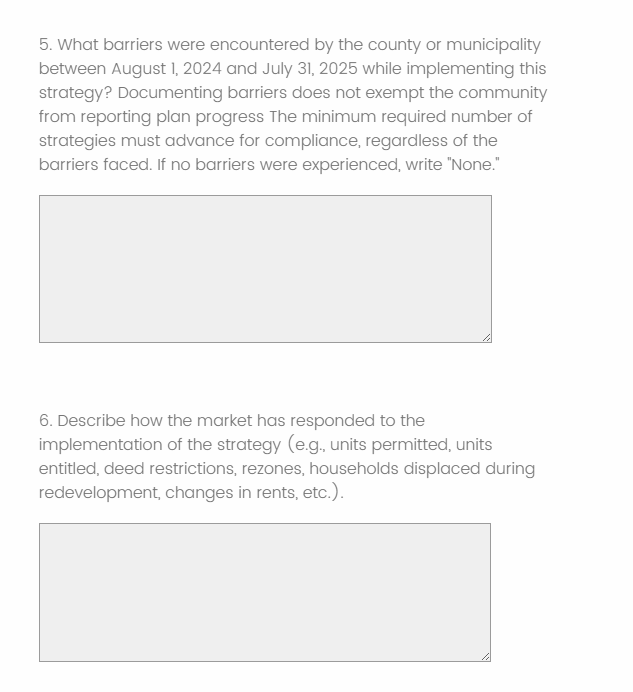 5. What barriers were encountered by the county or municipality
between August 1, 2024 and July 31, 2025 while implementing this
strategy? Documenting barriers does not exempt the community
from reporting plan progress The minimum required number of
strategies must advance for compliance, regardless of the
barriers faced. If no barriers were experienced, write "None."
6. Describe how the market has responded to the
implementation of the strategy (e.g., units permitted, units
entitled, deed restrictions, rezones, households displaced during
redevelopment, changes in rents, etc.).